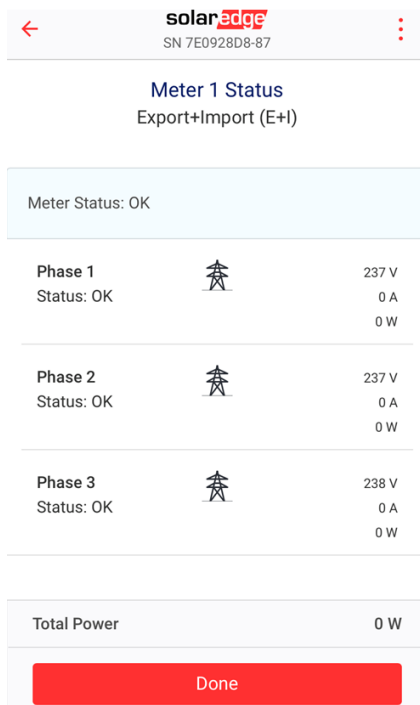 solaredge
SN 7E0928D8-87
Meter 1 Status
Export+Import (E+I)
Meter Status: OK
Phase 1
237 V
Status: OK
0 A
0 W
Phase 2
237 V
Status: OK
0 A
0 W
Phase 3
238 V
Status: OK
0 A
0 W
Total Power 0 W
Done